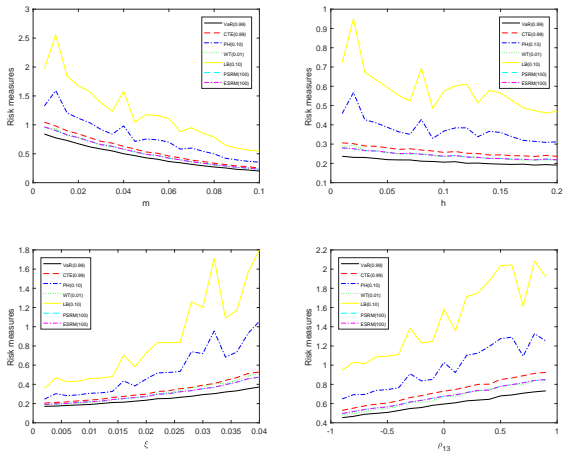 3
2.5
2
1.5
1
0.5
0
Risk measures
VaR(0.99)
CTE(0.99)
PH(0.10)
WT(0.01)
LB(0.10)
PSRM(100)
ESRM(100)
0 0.02 0.04 0.06 0.08 0.1
m
1
0.9
0.8
0.7
0.6
0.5
0.4
0.3
0.2
0.1
Risk measures
VaR(0.99)
CTE(0.99)
PH(0.10)
WT(0.01)
LB(0.10)
PSRM(100)
ESRM(100)
0 0.05 0.1 0.15 0.2
h
1.8
1.6
1.4
1.2
1
0.8
0.6
0.4
0.2
0
Risk measures
VaR(0.99)
CTE(0.99)
PH(0.10)
WT(0.01)
LB(0.10)
PSRM(100)
ESRM(100)
0 0.005 0.01 0.015 0.02 0.025 0.03 0.035 0.04
ξ
2.2
2
1.8
1.6
1.4
1.2
1
0.8
0.6
0.4
Risk measures
VaR(0.99)
CTE(0.99)
PH(0.10)
WT(0.01)
LB(0.10)
PSRM(100)
ESRM(100)
-1 -0.5 0 0.5 1
ρ13